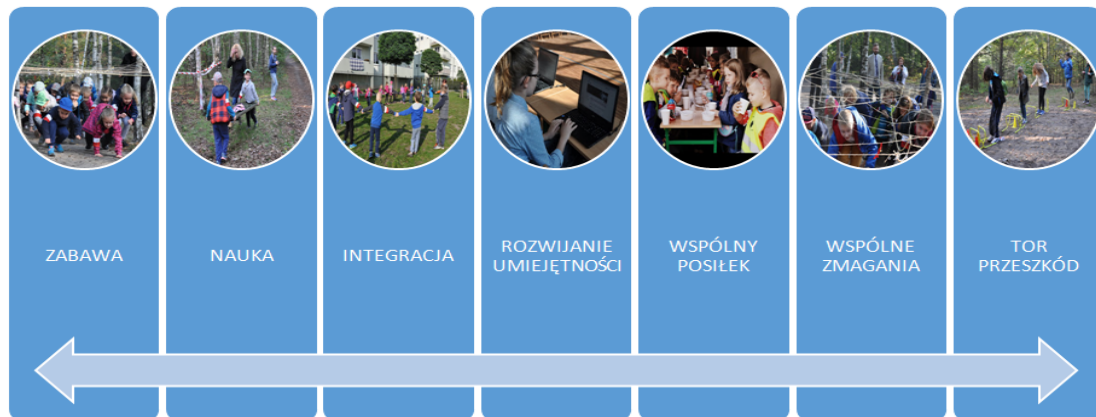 ZABAWA
NAUKA
INTEGRACJA
ROZWIJANIE
UMIEJĘTNOŚCI
WSPÓLNY
POSIŁEK
WSPÓLNE
ZMAGANIA
TOR
PRZESZKÓD